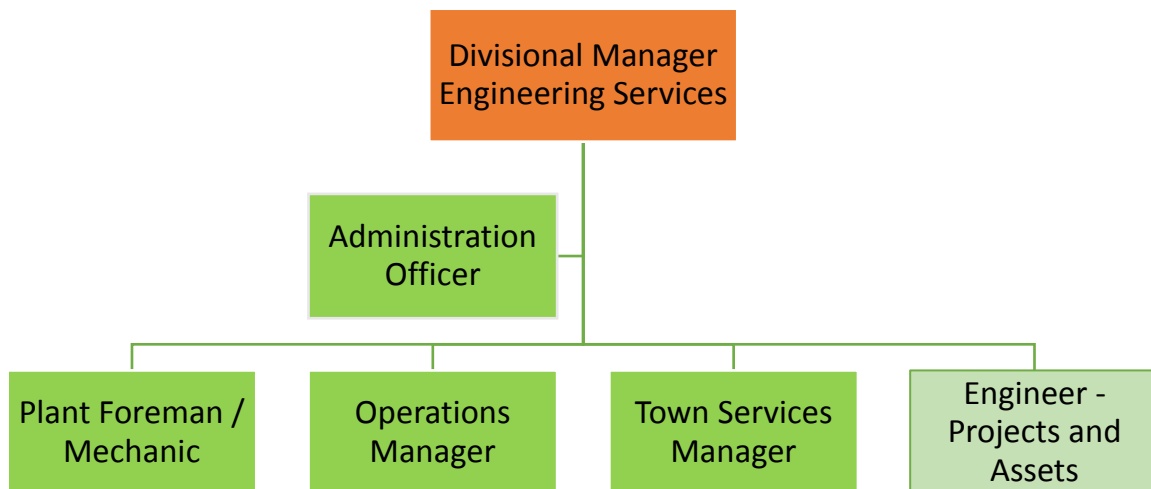 Divisional Manager
Engineering Services
Administration
Officer
Plant Foreman /
Mechanic
Operations
Manager
Town Services
Manager
Engineer -
Projects and
Assets